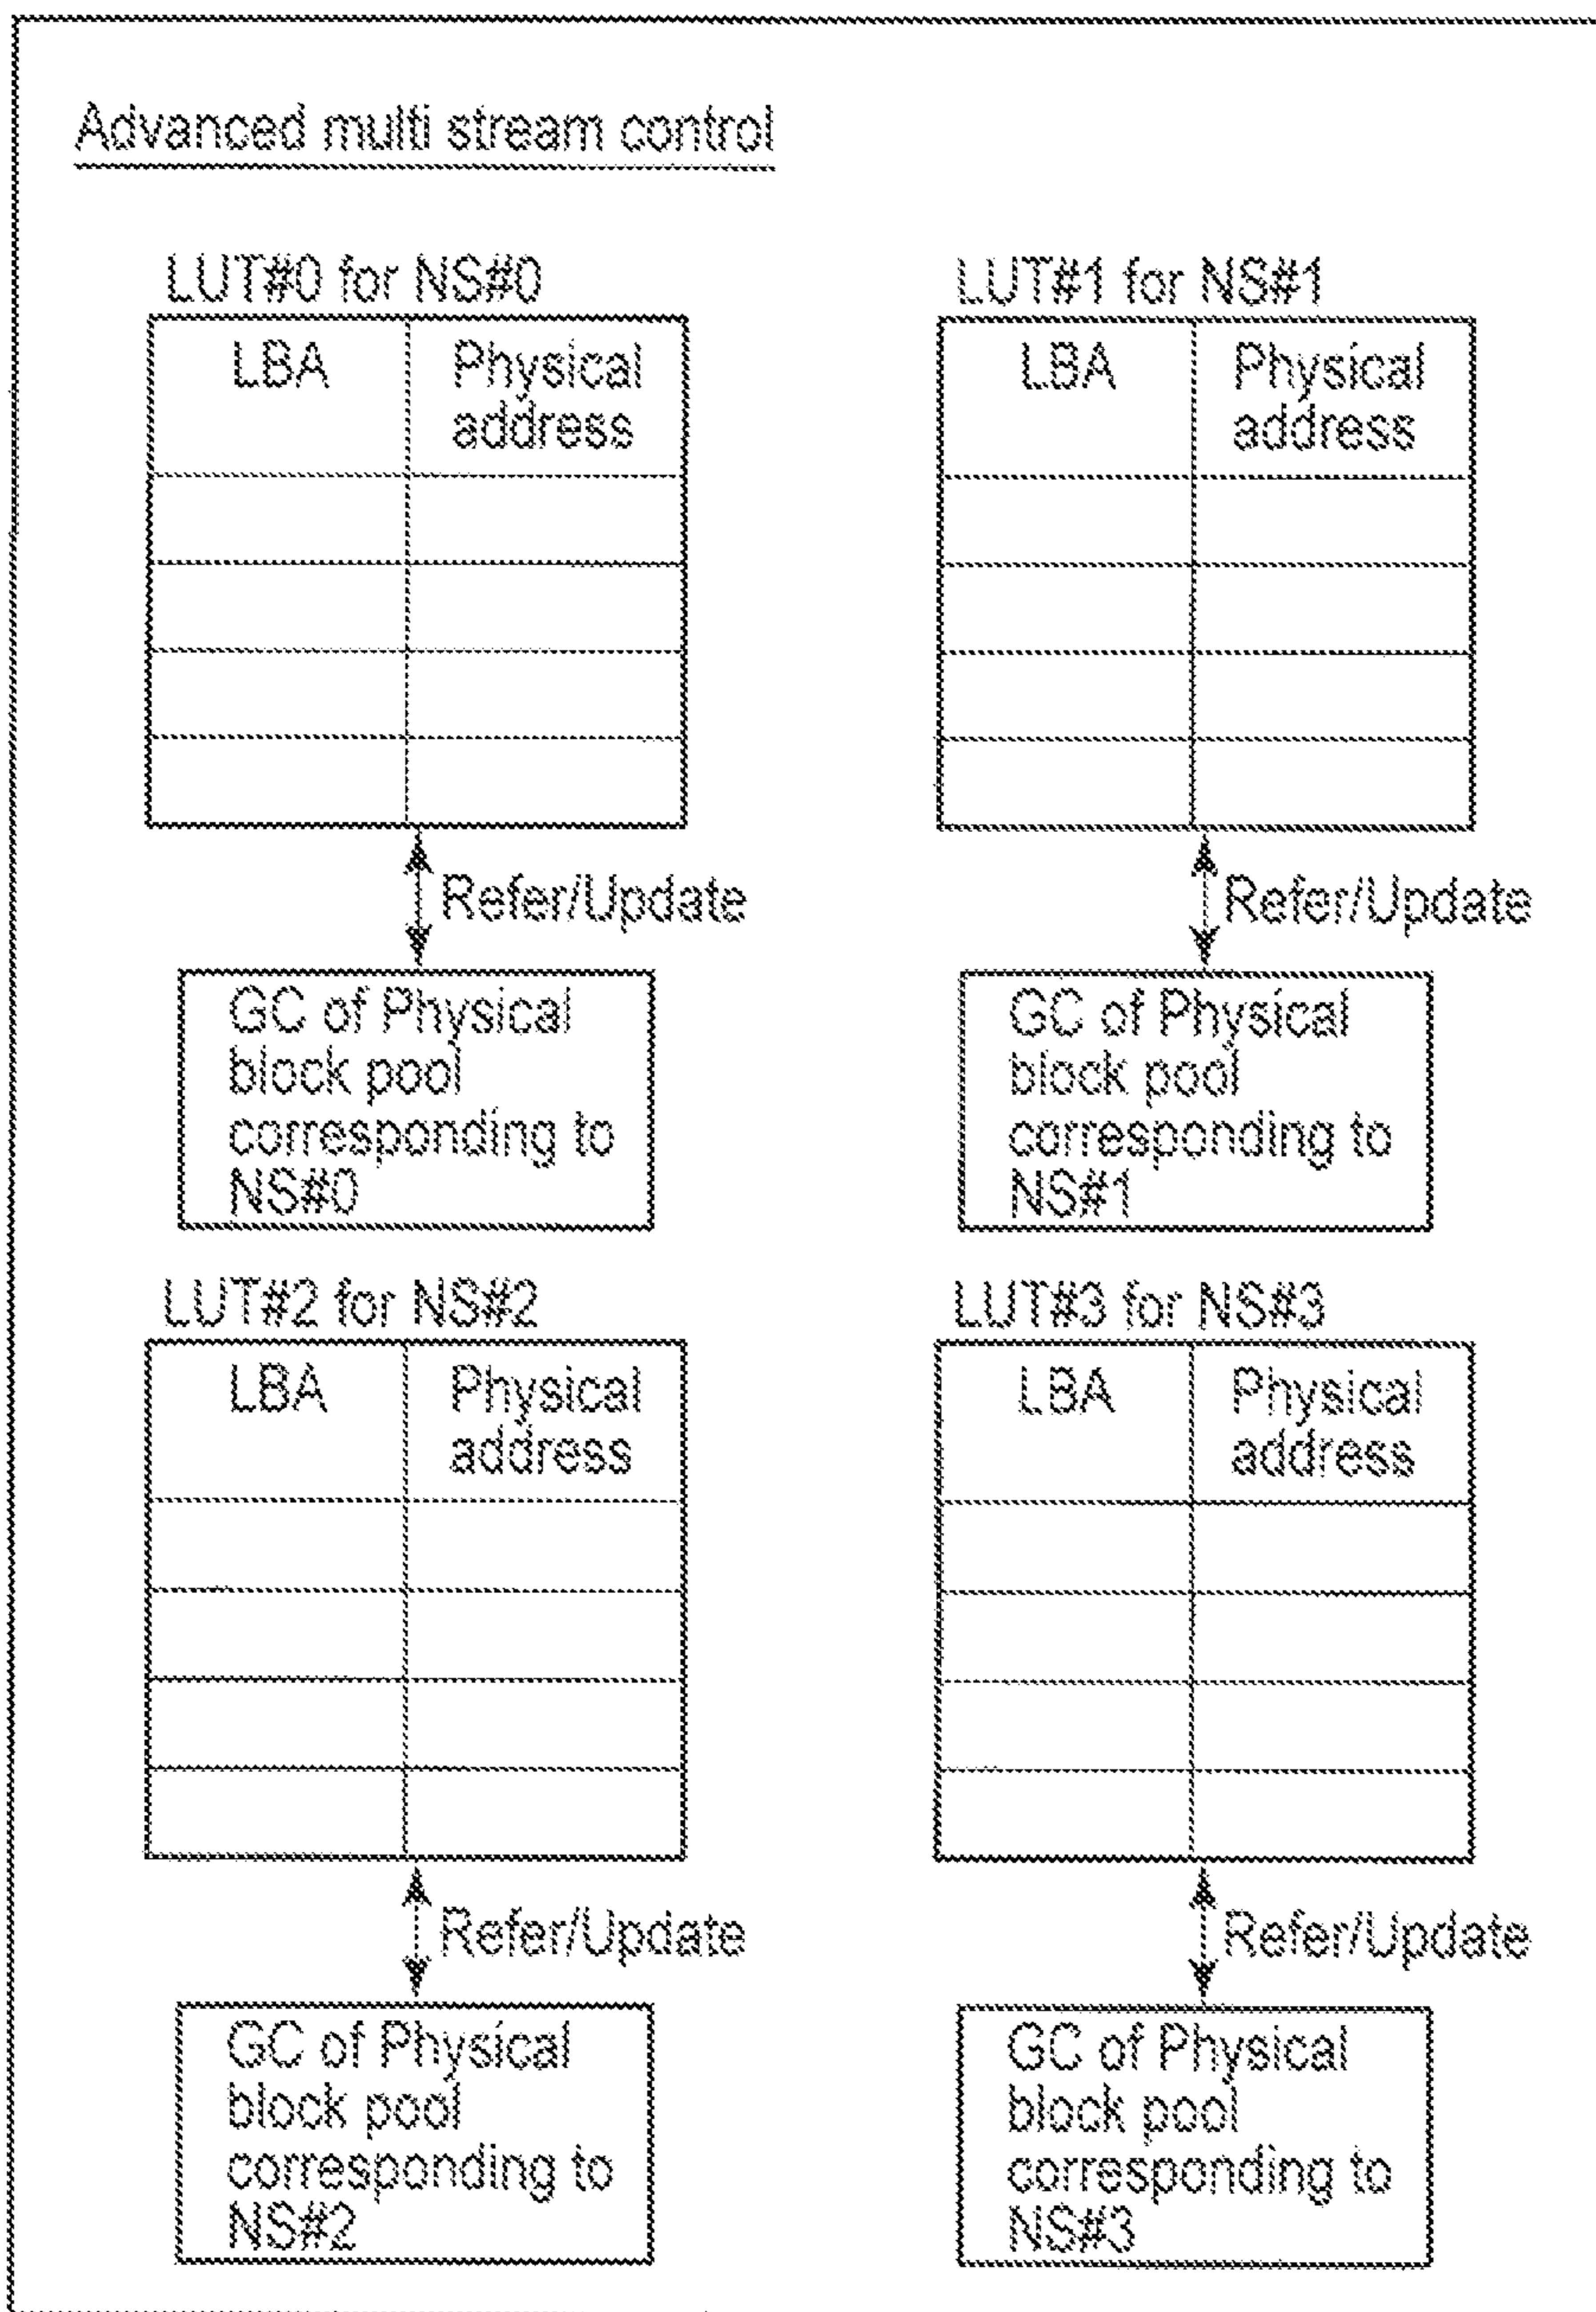 Advanced multi stream control
LUT#0 for NS#0
LBA
Physical
address
Refer/Update
GC of Physical
block pool
corresponding to
NS#0
LUT#1 for NS#1
LBA
Physical
address
Refer/Update
GC of Physical
block pool
corresponding to
NS#1
LUT#2 for NS#2
LBA
Physical
address
Refer/Update
GC of Physical
block pool
corresponding to
NS#2
LUT#3 for NS#3
LBA
Physical
address
Refer/Update
GC of Physical
block pool
corresponding to
NS#3